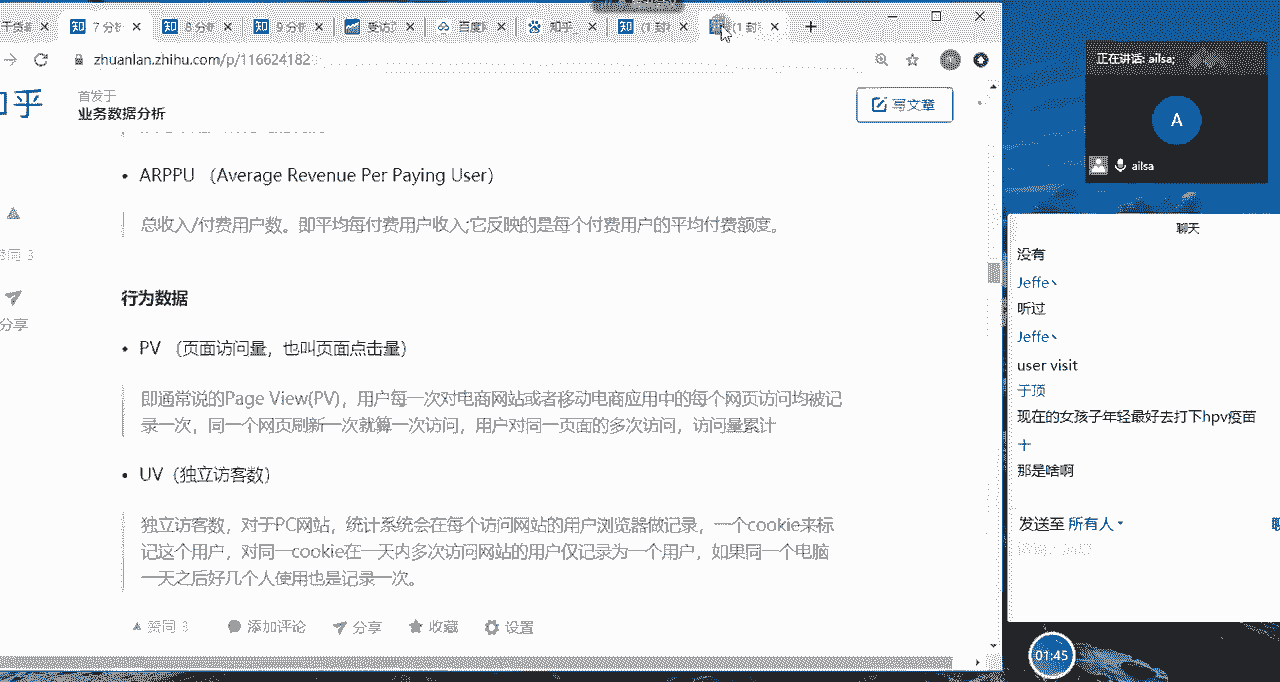 7 分析
8 分析
9 分析
受访
百度
知乎
(1 封
(1 封
zhuanlan.zhihu.com/p/116624182
首发于
业务数据分析
写文章
正在讲话: ailsa;
A
ailsa
• ARPPU （Average Revenue Per Paying User）
总收入/付费用户数。即平均每付费用户收入;它反映的是每个付费用户的平均付费额度。
赞同 3
分享
行为数据
• PV （页面访问量，也叫页面点击量）
即通常说的Page View(PV)，用户每一次对电商网站或者移动电商应用中的每个网页访问均被记
录一次，同一个网页刷新一次就算一次访问，用户对同一页面的多次访问，访问量累计
• UV（独立访客数）
独立访客数，对于PC网站，统计系统会在每个访问网站的用户浏览器做记录，一个cookie来标
记这个用户，对同一cookie在一天内多次访问网站的用户仅记录为一个用户，如果同一个电脑
一天之后好几个人使用也是记录一次。
赞同 3 添加评论 分享 收藏 设置
聊天
没有
Jeffe丶
听过
Jeffe丶
user visit
于顶
现在的女孩子年轻最好去打下hpv疫苗
十
那是啥啊
发送至 所有人
01:45